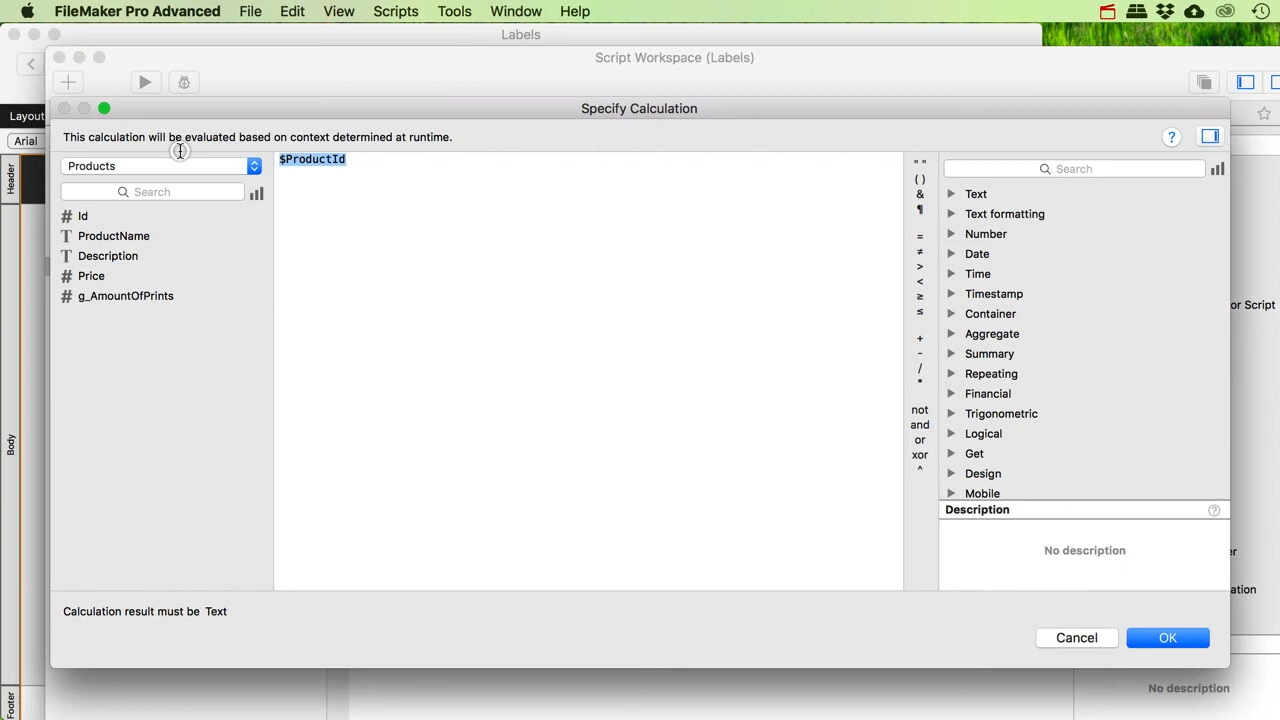 FileMaker Pro Advanced File Edit View Scripts Tools Window Help
Labels
Script Workspace (Labels)
Layout
Specify Calculation
Arial
This calculation will be evaluated based on context determined at runtime.
?
Products
$ProductId
Search
Id
ProductName
Description
Price
g_AmountOfPrints
" "
( )
&
¶
=
≠
>
<
≥
≤
+
-
/
*
not
and
or
xor
^
Search
Text
Text formatting
Number
Date
Time
Timestamp
Container
Aggregate
Summary
Repeating
Financial
Trigonometric
Logical
Get
Design
Mobile
Description
?
No description
Calculation result must be Text
Cancel
OK
Header
Body
Footer
or Script
er
ation
No description